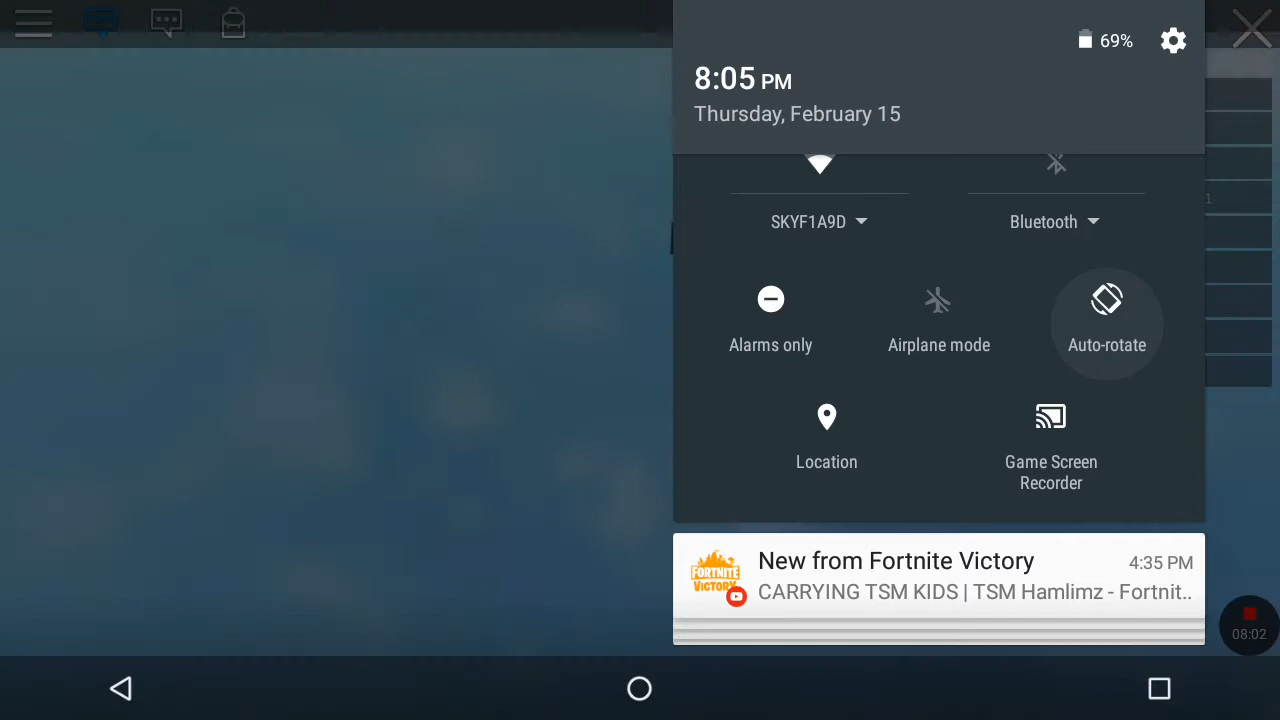 69%
8:05 PM
Thursday, February 15
SKYF1A9D
Bluetooth
1
Alarms only
Airplane mode
Auto-rotate
Location
Game Screen
Recorder
FORTNITE
VICTORY
New from Fortnite Victory
4:35 PM
CARRYING TSM KIDS | TSM Hamlimz - Fortnit..
08:02